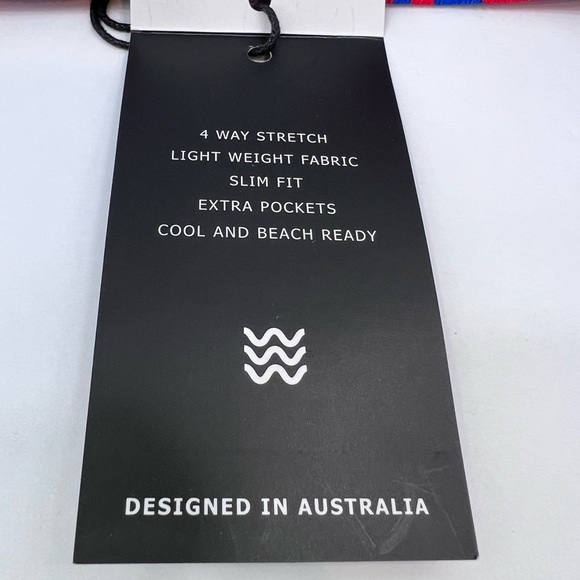 4 WAY STRETCH
LIGHT WEIGHT FABRIC
SLIM FIT
EXTRA POCKETS
COOL AND BEACH READY
DESIGNED IN AUSTRALIA